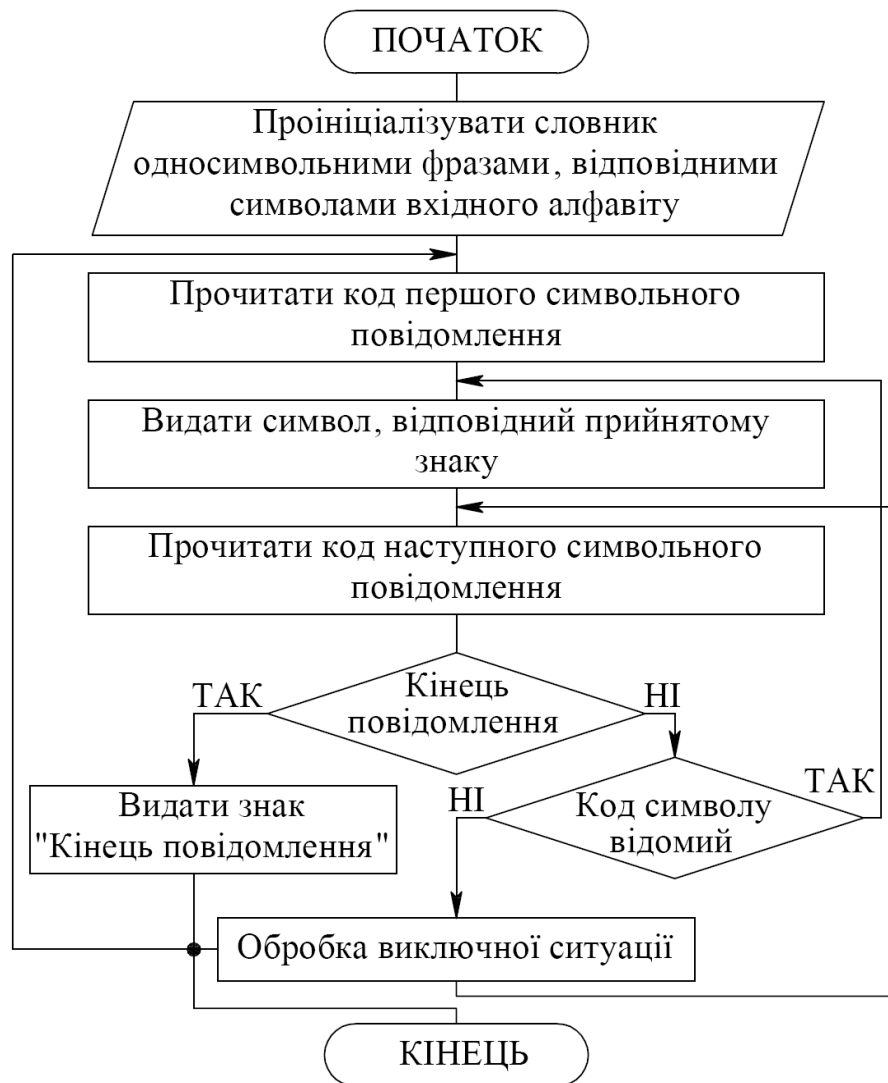 ПОЧАТОК
Проініціалізувати словник
односимвольними фразами, відповідними
символами вхідного алфавіту
Прочитати код першого символьного
повідомлення
Видати символ, відповідний прийнятому
знаку
Прочитати код наступного символьного
повідомлення
ТАК
Кінець
повідомлення
НІ
Видати знак
"Кінець повідомлення"
НІ
Код символу
відомий
ТАК
Обробка виключної ситуації
КІНЕЦЬ